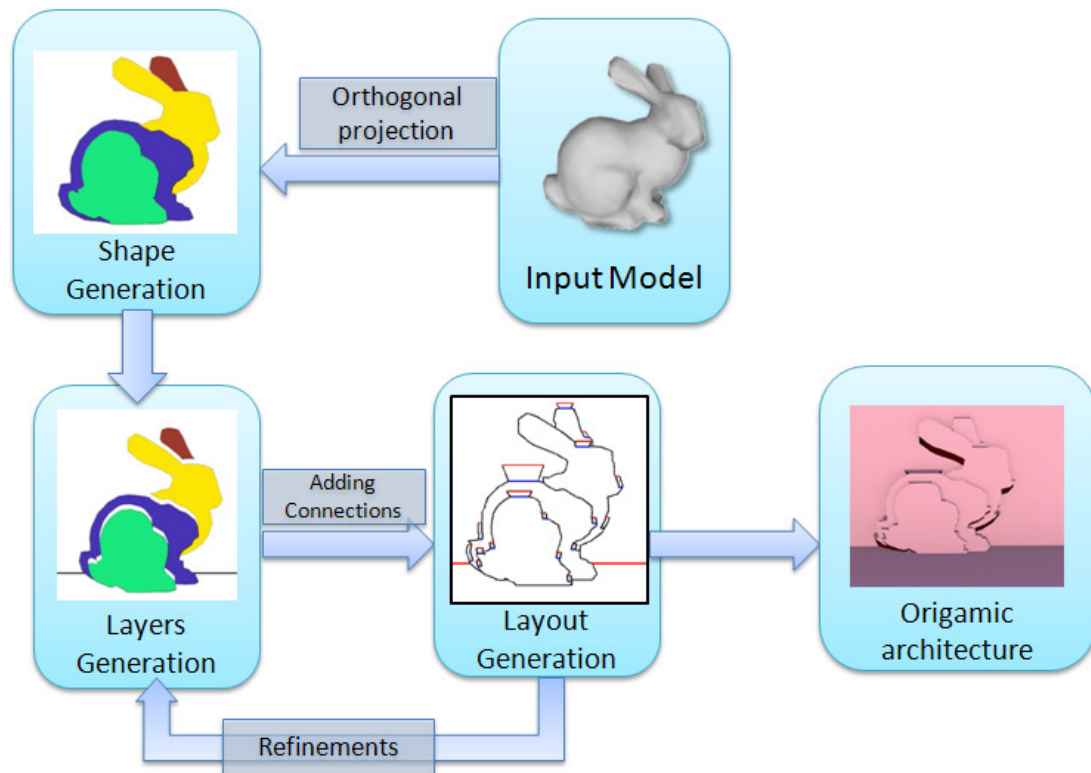 Orthogonal
projection
Input Model
Shape
Generation
Layers
Generation
Adding
Connections
Layout
Generation
Origamic
architecture
Refinements